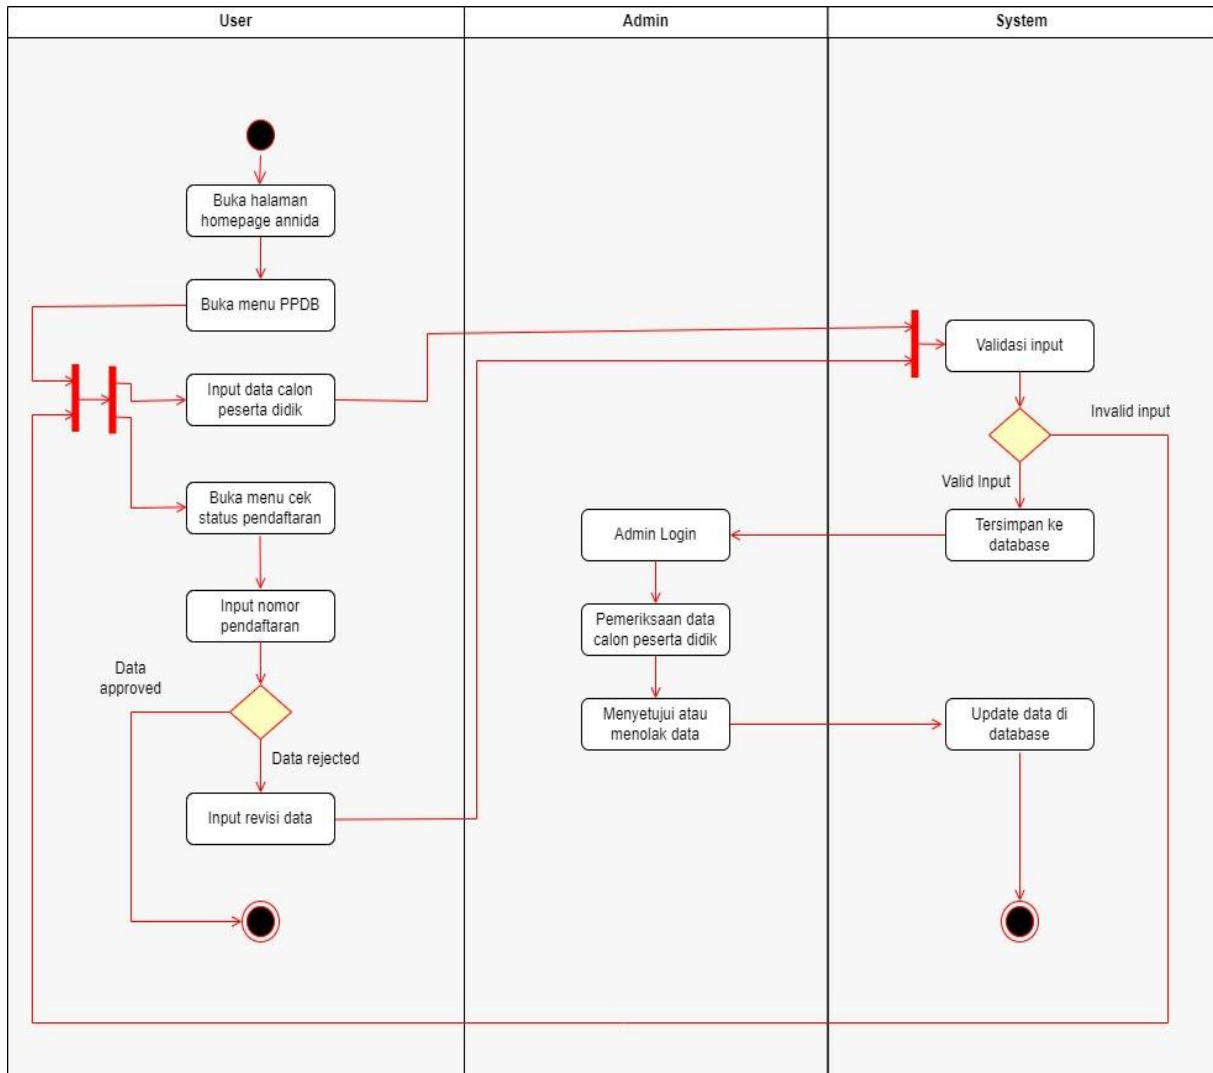 User
Admin
System
Buka halaman
homepage annida
Buka menu PPDB
Input data calon
peserta didik
Validasi input
Invalid input
Valid Input
Buka menu cek
status pendaftaran
Admin Login
Tersimpan ke
database
Input nomor
pendaftaran
Pemeriksaan data
calon peserta didik
Data
approved
Menyetujui atau
menolak data
Update data di
database
Data rejected
Input revisi data